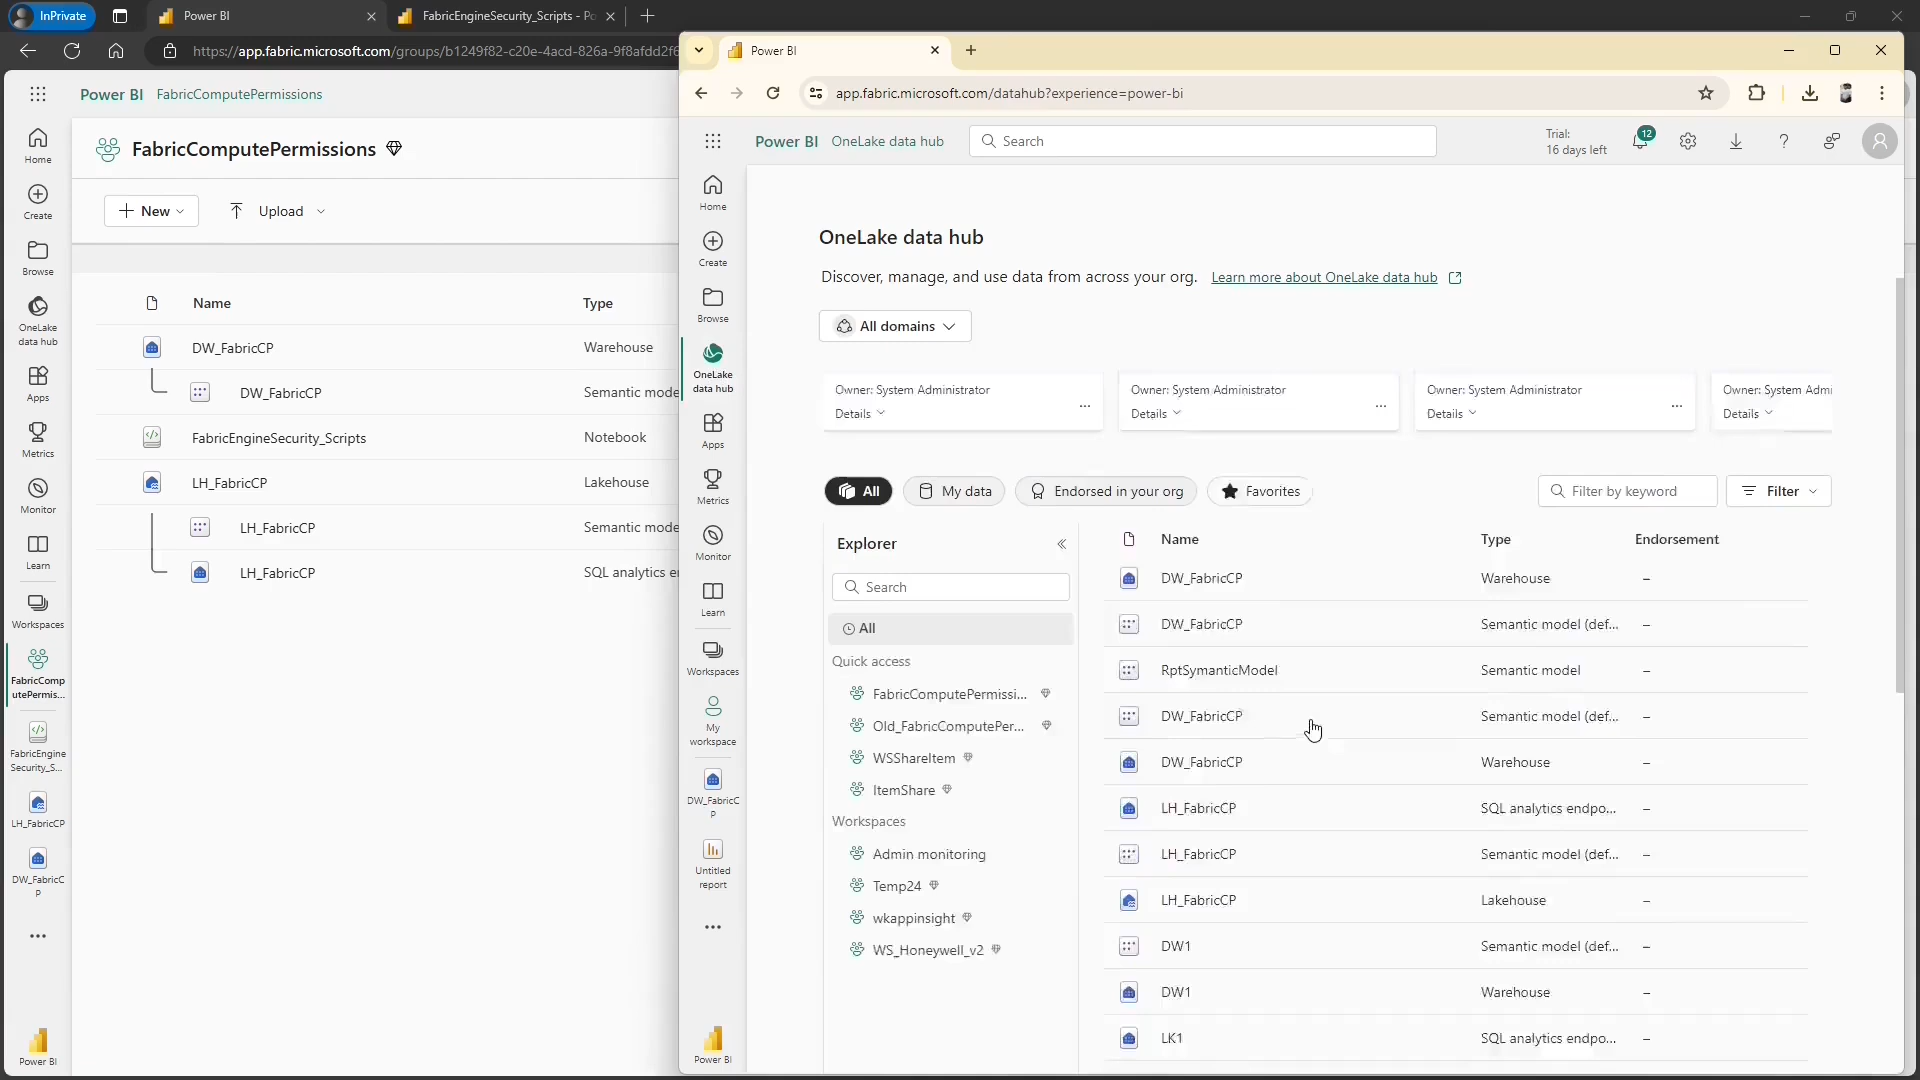 InPrivate
Power BI
FabricEngineSecurity_Scripts - Po
https://app.fabric.microsoft.com/groups/b1249f82-c20e-4acd-826a-9f8afdd2f6
Power BI FabricComputePermissions
FabricComputePermissions
New
Upload
Home
Create
Browse
OneLake
data hub
Apps
Metrics
Monitor
Learn
Workspaces
FabricComp
utePermis...
FabricEngine
Security_S...
LH_FabricCP
DW_FabricC
P
Power BI
Name Type
DW_FabricCP Warehouse
DW_FabricCP Semantic mode
FabricEngineSecurity_Scripts Notebook
LH_FabricCP Lakehouse
LH_FabricCP Semantic mode
LH_FabricCP SQL analytics e
Power BI
app.fabric.microsoft.com/datahub?experience=power-bi
Power BI OneLake data hub
Search
Trial:
16 days left
12
Home
Create
Browse
OneLake
data hub
Apps
Metrics
Monitor
Learn
Workspaces
My
workspace
DW_FabricC
P
Untitled
report
Power BI
OneLake data hub
Discover, manage, and use data from across your org. Learn more about OneLake data hub
All domains
Owner: System Administrator
Details
Owner: System Administrator
Details
Owner: System Administrator
Details
Owner: System Admi
Details
All
My data
Endorsed in your org
Favorites
Filter by keyword
Filter
Explorer
Search
All
Quick access
FabricComputePermissi...
Old_FabricComputePer...
WSShareItem
ItemShare
Workspaces
Admin monitoring
Temp24
wkappinsight
WS_Honeywell_v2
Name Type Endorsement
DW_FabricCP Warehouse –
DW_FabricCP Semantic model (def... –
RptSymanticModel Semantic model –
DW_FabricCP Semantic model (def... –
DW_FabricCP Warehouse –
LH_FabricCP SQL analytics endpo... –
LH_FabricCP Semantic model (def... –
LH_FabricCP Lakehouse –
DW1 Semantic model (def... –
DW1 Warehouse –
LK1 SQL analytics endpo... –